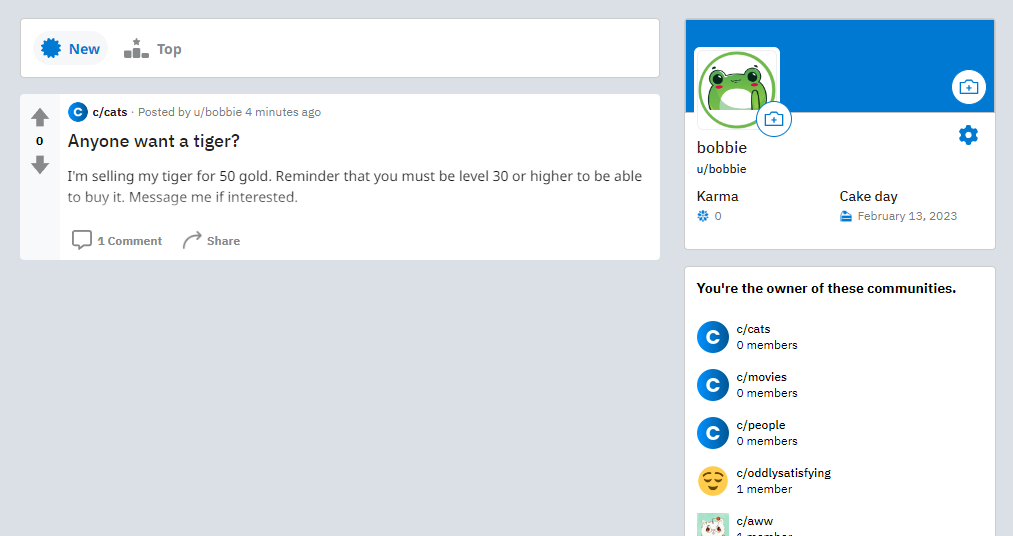 New
Top
c/cats · Posted by u/bobbie 4 minutes ago
0
Anyone want a tiger?
I'm selling my tiger for 50 gold. Reminder that you must be level 30 or higher to be able
to buy it. Message me if interested.
1 Comment
Share
bobbie
u/bobbie
Karma
0
Cake day
February 13, 2023
You're the owner of these communities.
C
c/cats
0 members
C
c/movies
0 members
C
c/people
0 members
c/oddlysatisfying
1 member
c/aww
1 member